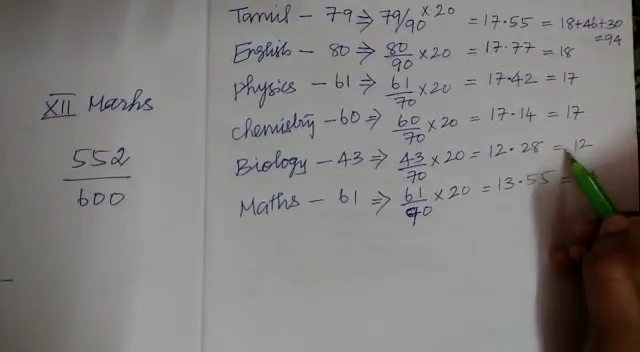 Tamil - 79 ⇒ 79/90 × 20 = 17.55 = 18+46+30
= 94
English - 80 ⇒ 80/90 × 20 = 17.77 = 18
physics - 61 ⇒ 61/70 × 20 = 17.42 = 17
chemistry - 60 ⇒ 60/70 × 20 = 17.14 = 17
Biology - 43 ⇒ 43/70 × 20 = 12.28 = 12
Maths - 61 ⇒ 61/90 × 20 = 13.55 =
XII Marks
552
600